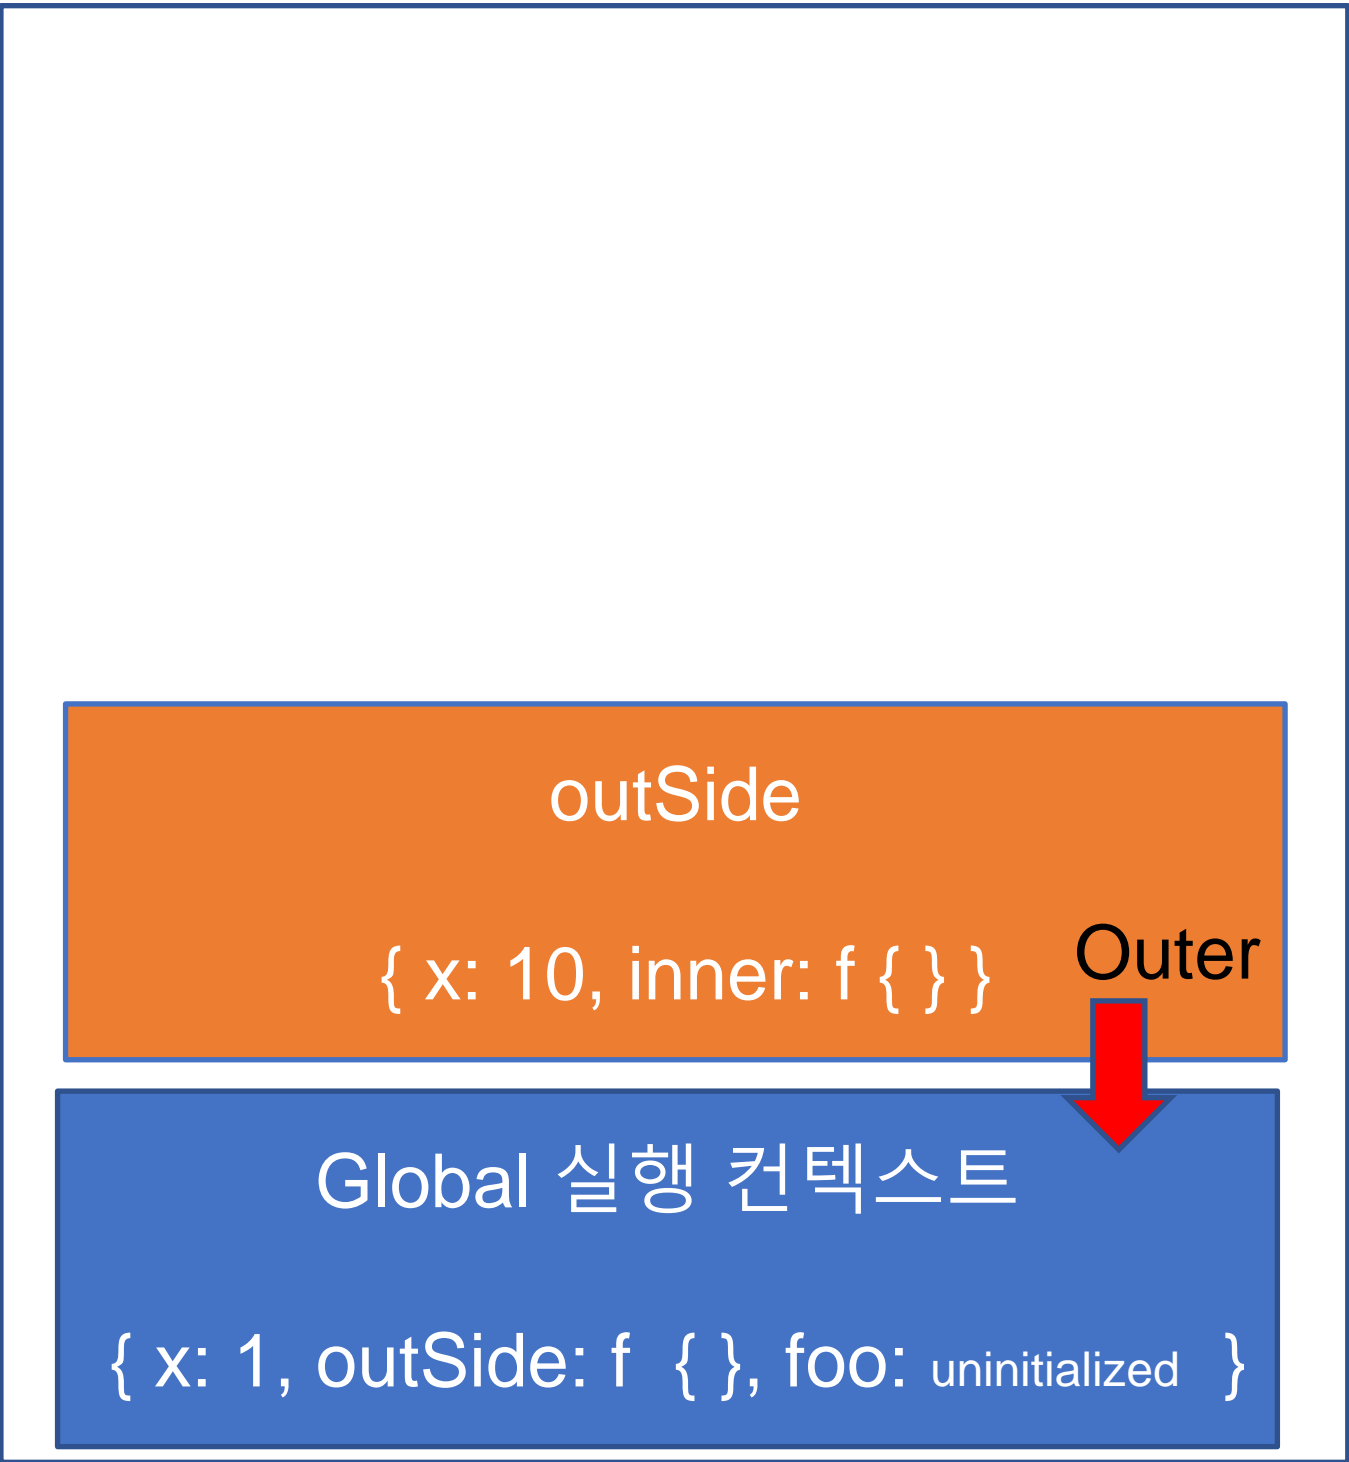 outSide
{ x: 10, inner: f { } }
Outer
Global 실행 컨텍스트
{ x: 1, outSide: f { }, foo: uninitialized }